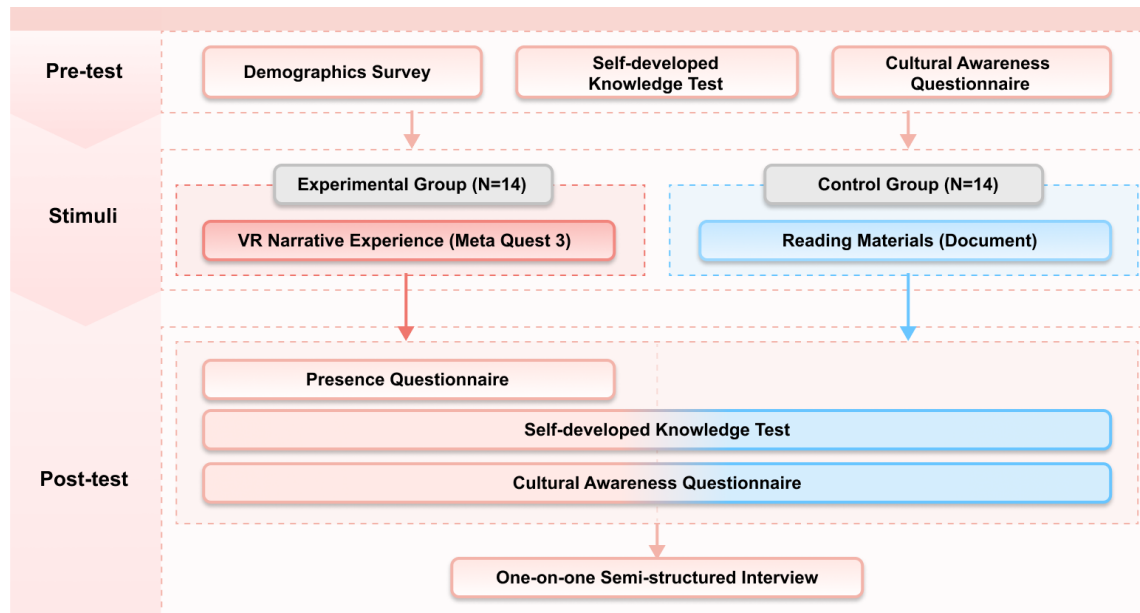 Pre-test
Demographics Survey
Self-developed
Knowledge Test
Cultural Awareness
Questionnaire
Stimuli
Experimental Group (N=14)
Control Group (N=14)
VR Narrative Experience (Meta Quest 3)
Reading Materials (Document)
Post-test
Presence Questionnaire
Self-developed Knowledge Test
Cultural Awareness Questionnaire
One-on-one Semi-structured Interview